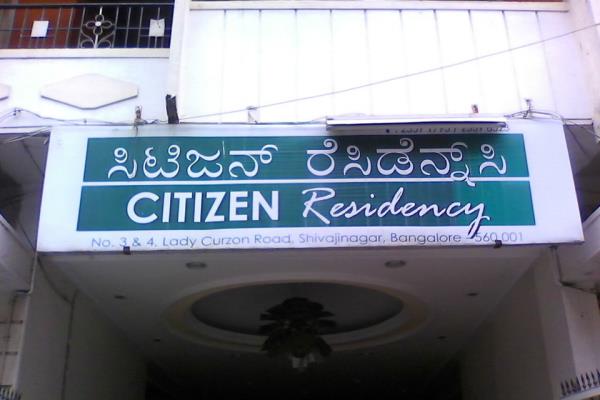 ಸಿಟಿಜನ್ ರೆಸಿಡೆನ್ನ್ಸಿ
CITIZEN Residency
No. 3 & 4, Lady Curzon Road, Shivajinagar, Bangalore - 560 001